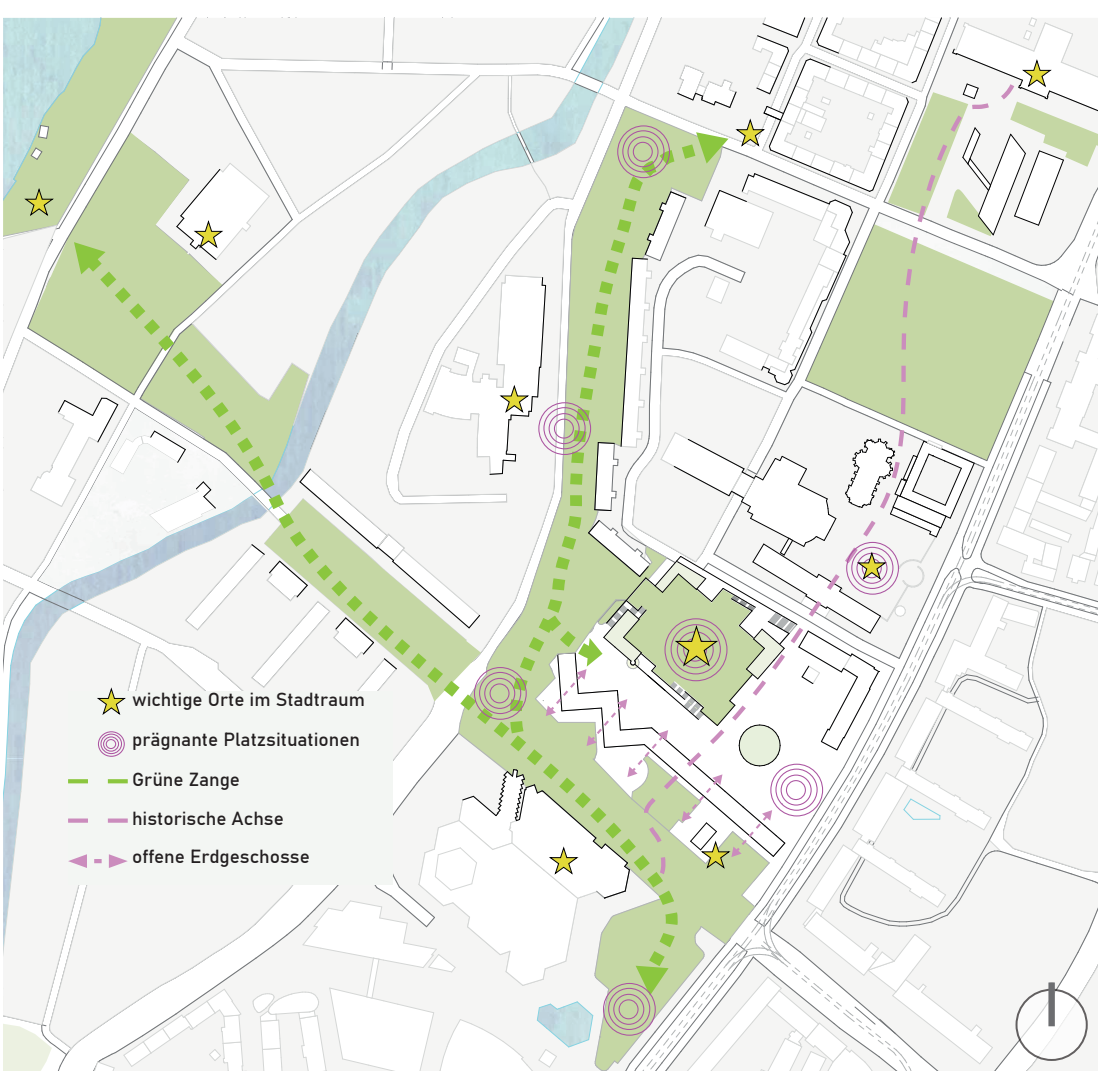 wichtige Orte im Stadtraum
prägnante Platzsituationen
Grüne Zange
historische Achse
offene Erdgeschosse